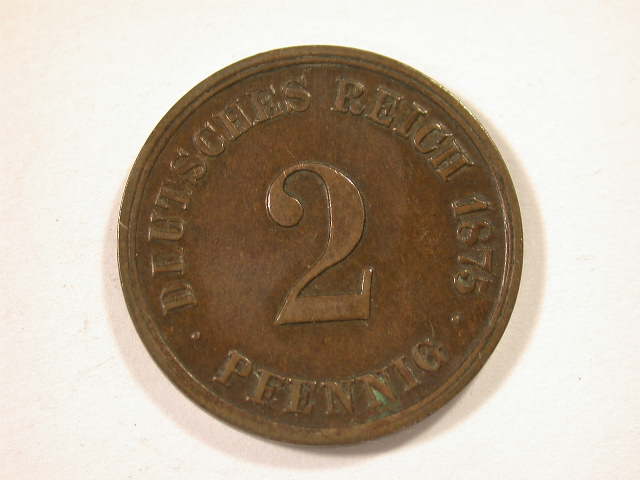 DEUTSCHES REICH 1875
2
· PFENNIG ·